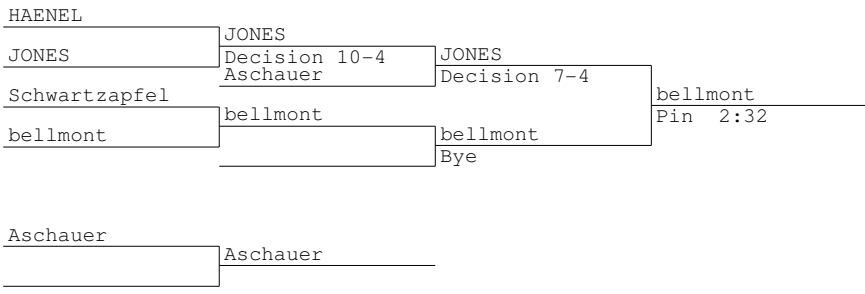 HAENEL
JONES
JONES
Decision 10-4
Aschauer
JONES
Decision 7-4
Schwartzapfel
bellmont
bellmont
bellmont
Bye
bellmont
Pin 2:32
Aschauer
Aschauer